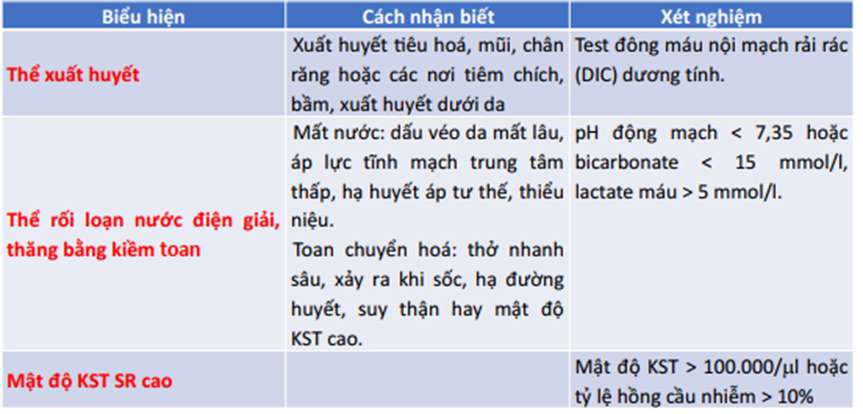 Biểu hiện
Cách nhận biết
Xét nghiệm
Thể xuất huyết
Xuất huyết tiêu hoá, mũi, chân
răng hoặc các nơi tiêm chích,
bầm, xuất huyết dưới da
Test đông máu nội mạch rải rác
(DIC) dương tính.
Thể rối loạn nước điện giải,
thăng bằng kiềm toan
Mất nước: dấu véo da mất lâu,
áp lực tĩnh mạch trung tâm
thấp, hạ huyết áp tư thế, thiểu
niệu.
Toan chuyển hoá: thở nhanh
sâu, xảy ra khi sốc, hạ đường
huyết, suy thận hay mật độ
KST cao.
pH động mạch < 7,35 hoặc
bicarbonate < 15 mmol/l,
lactate máu > 5 mmol/l.
Mật độ KST SR cao
Mật độ KST > 100.000/μl hoặc
tỷ lệ hồng cầu nhiễm > 10%